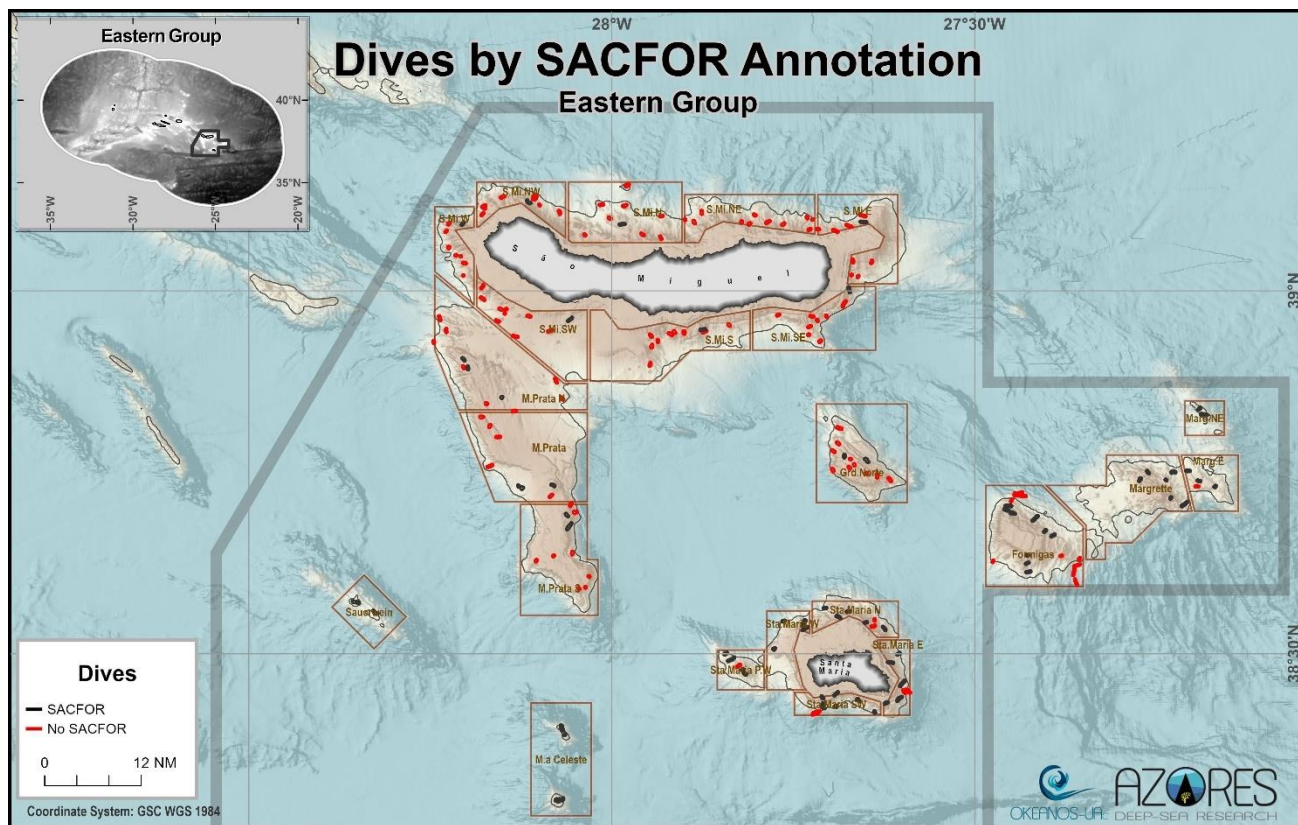 Eastern Group
40°N
35°N
35°W
30°W
25°W
20°W
28°W
27°30'W
Dives by SACFOR Annotation
Eastern Group
S.Mi.NW
S.Mi.N
S.Mi.NE
S.Mi.E
S.Mi.W
São Miguel
39°N
S.Mi.SW
S.Mi.S
S.Mi.SE
M.Prata N
M.Prata
Grd.Norte
Marg.NE
Marg.E
Margrette
Formigas
M.Prata S
Sauerwein
Sta.Maria N
Sta.Maria W
Sta.Maria E
Santa
Maria
Sta.Maria P.W
Sta.Maria SW
38°30'N
M.a Celeste
Dives
SACFOR
No SACFOR
0 12 NM
Coordinate System: GSC WGS 1984
OKEANOS-UAc
AZORES
DEEP-SEA RESEARCH